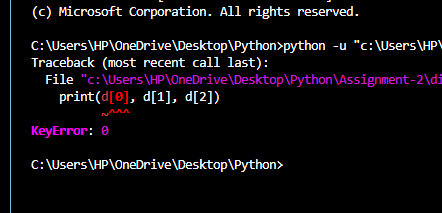 (c) Microsoft Corporation. All rights reserved.
C:\Users\HP\OneDrive\Desktop\Python>python -u "c:\Users\HP\
Traceback (most recent call last):
File "c:\Users\HP\OneDrive\Desktop\Python\Assignment-2\di
print(d[0], d[1], d[2])
~^^^
KeyError: 0
C:\Users\HP\OneDrive\Desktop\Python>